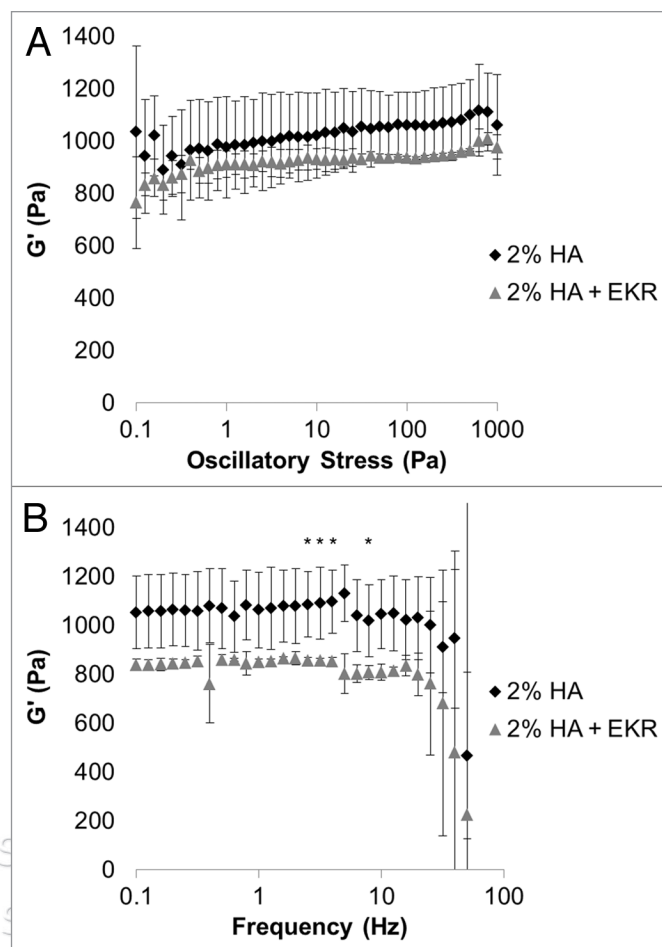 A
1400
1200
1000
800
600
400
200
0
G' (Pa)
0.1 1 10 100 1000
Oscillatory Stress (Pa)
2% HA
2% HA + EKR
B
1400
1200
1000
800
600
400
200
0
G' (Pa)
* * * *
0.1 1 10 100
Frequency (Hz)
2% HA
2% HA + EKR